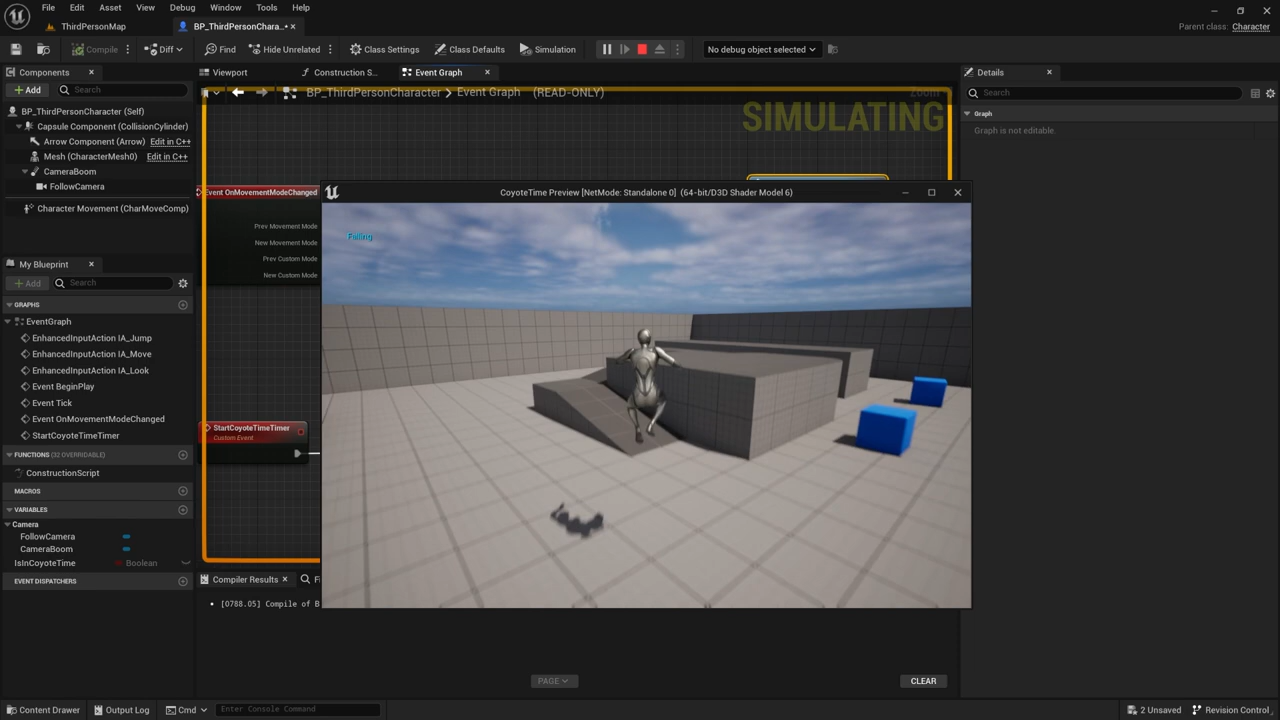 File Edit Asset View Debug Window Tools Help
ThirdPersonMap
BP_ThirdPersonChara...
Parent class: Character
Compile
Diff
Find
Hide Unrelated
Class Settings
Class Defaults
Simulation
No debug object selected
Components
Viewport
Construction S...
Event Graph
Details
+ Add
Search
BP_ThirdPersonCharacter > Event Graph (READ-ONLY)
Zoom
Search
SIMULATING
Graph
Graph is not editable.
BP_ThirdPersonCharacter (Self)
Capsule Component (CollisionCylinder)
Arrow Component (Arrow) Edit in C++
Mesh (CharacterMesh0) Edit in C++
CameraBoom
FollowCamera
Character Movement (CharMoveComp)
Event OnMovementModeChanged
Prev Movement Mode
New Movement Mode
Prev Custom Mode
New Custom Mode
CoyoteTime Preview [NetMode: Standalone 0] (64-bit/D3D Shader Model 6)
Falling
My Blueprint
+ Add
Search
GRAPHS
EventGraph
EnhancedInputAction IA_Jump
EnhancedInputAction IA_Move
EnhancedInputAction IA_Look
Event BeginPlay
Event Tick
Event OnMovementModeChanged
StartCoyoteTimeTimer
FUNCTIONS (32 OVERRIDABLE)
ConstructionScript
MACROS
VARIABLES
Camera
FollowCamera
CameraBoom
IsInCoyoteTime Boolean
EVENT DISPATCHERS
StartCoyoteTimeTimer
Custom Event
Compiler Results
Fi
[0788.05] Compile of B
PAGE
CLEAR
Content Drawer
Output Log
Cmd
Enter Console Command
2 Unsaved
Revision Control